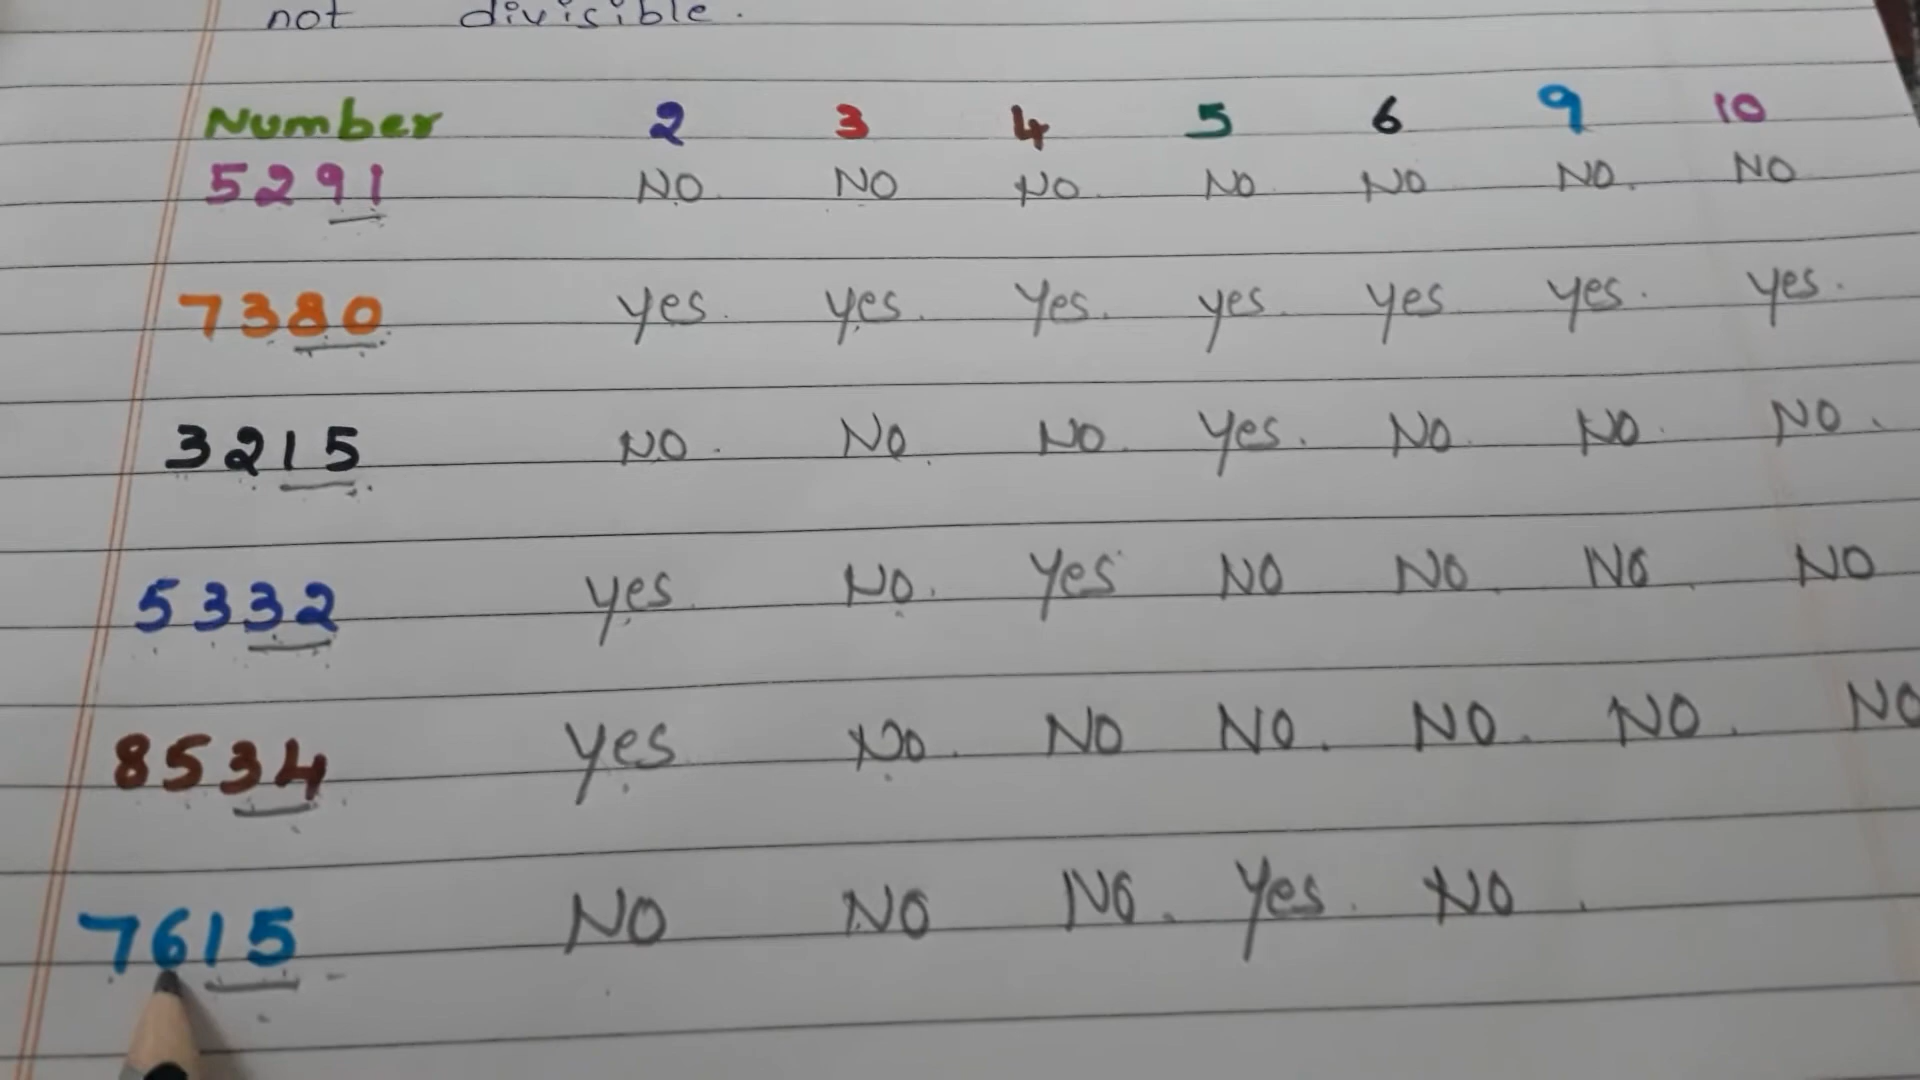 not divisible.
Number 2 3 4 5 6 9 10
5291 NO NO NO NO NO NO NO
7380 yes. yes. yes. yes. yes yes. yes.
3215 NO. NO. NO. yes. NO NO. NO.
5332 yes. NO. yes NO NO. NO NO
8534 yes NO. NO NO. NO. NO. NO
7615 NO NO NO. yes. NO.